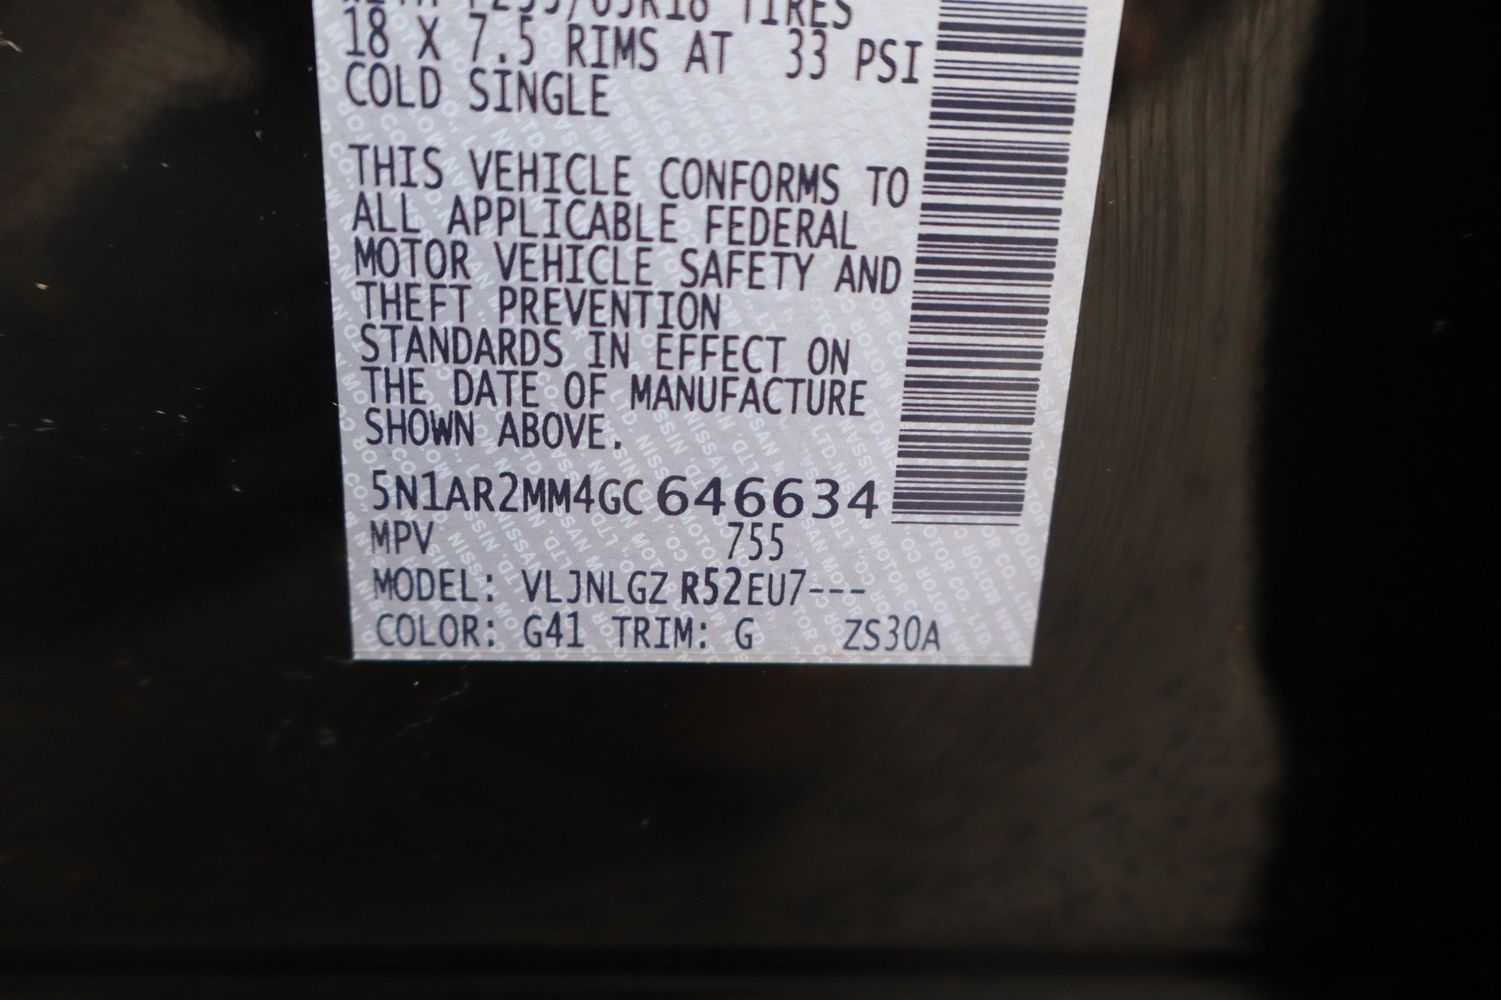 TIRES
18 X 7.5 RIMS AT 33 PSI
COLD SINGLE
THIS VEHICLE CONFORMS TO
ALL APPLICABLE FEDERAL
MOTOR VEHICLE SAFETY AND
THEFT PREVENTION
STANDARDS IN EFFECT ON
THE DATE OF MANUFACTURE
SHOWN ABOVE.
5N1AR2MM4GC646634
MPV 755
MODEL: VLJNLGZ R52EU7---
COLOR: G41 TRIM: G ZS30A